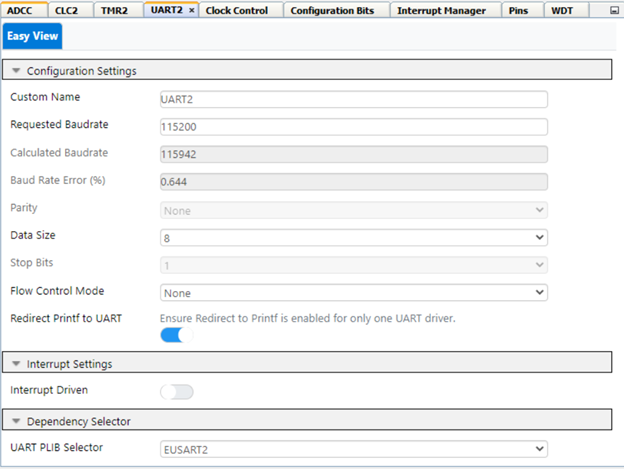 ADCC CLC2 TMR2 UART2 × Clock Control Configuration Bits Interrupt Manager Pins WDT
Easy View
Configuration Settings
Custom Name UART2
Requested Baudrate 115200
Calculated Baudrate 115942
Baud Rate Error (%) 0.644
Parity None
Data Size 8
Stop Bits 1
Flow Control Mode None
Redirect Printf to UART Ensure Redirect to Printf is enabled for only one UART driver.
Interrupt Settings
Interrupt Driven
Dependency Selector
UART PLIB Selector EUSART2